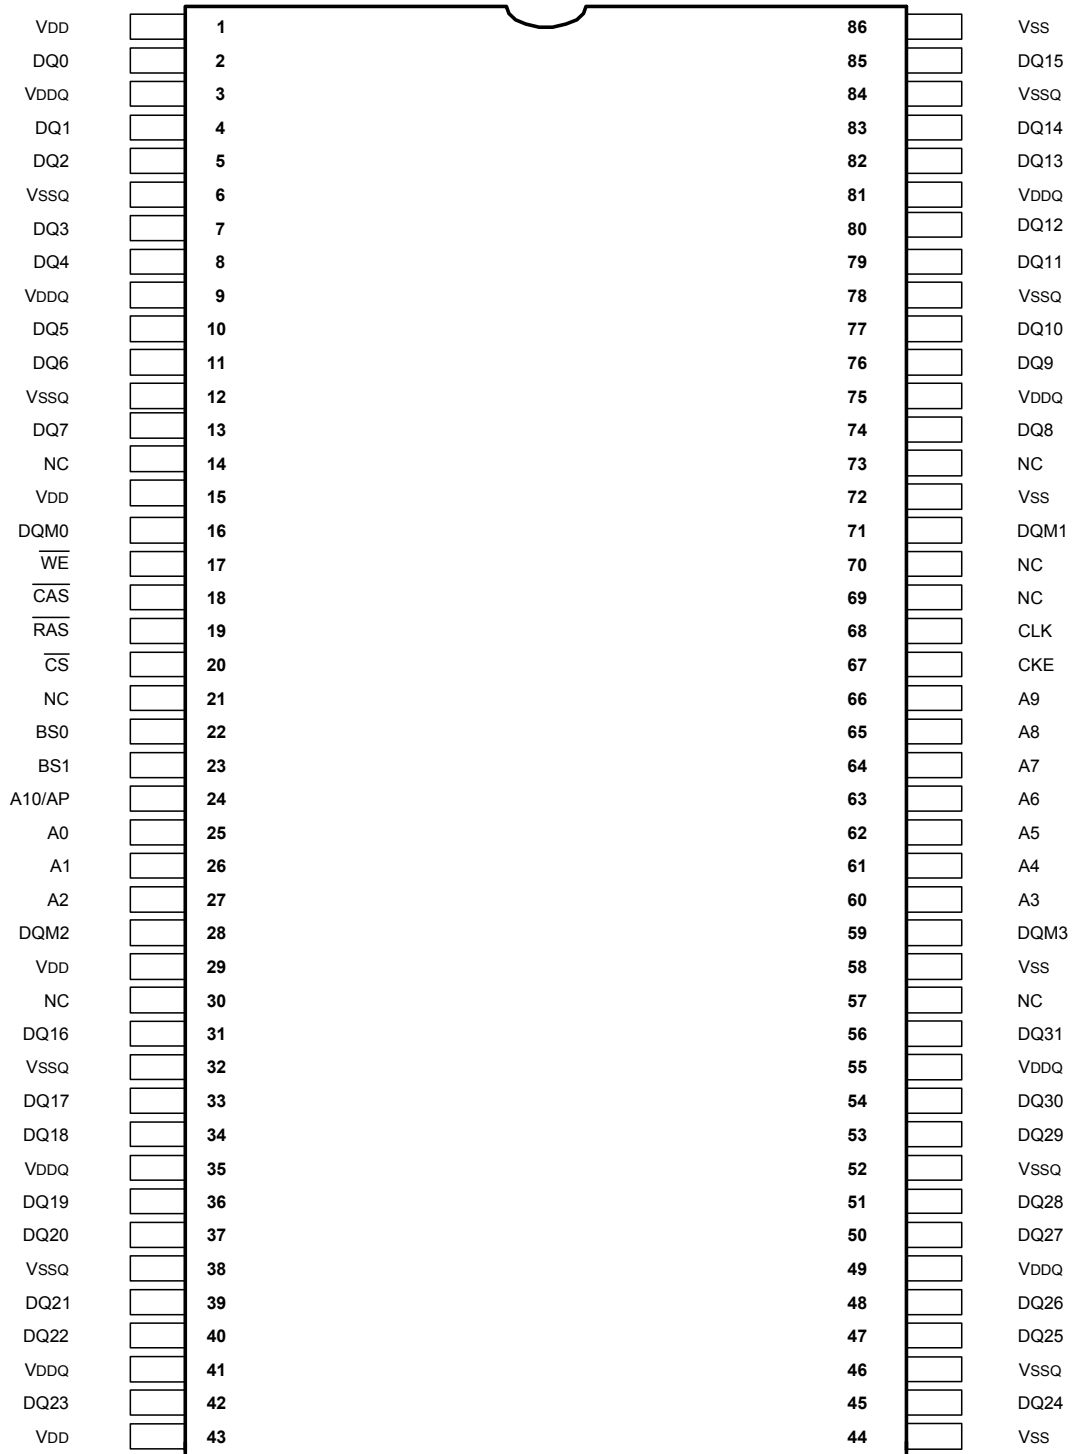 VDD 1 86 VSS
DQ0 2 85 DQ15
VDDQ 3 84 VSSQ
DQ1 4 83 DQ14
DQ2 5 82 DQ13
VSSQ 6 81 VDDQ
DQ3 7 80 DQ12
DQ4 8 79 DQ11
VDDQ 9 78 VSSQ
DQ5 10 77 DQ10
DQ6 11 76 DQ9
VSSQ 12 75 VDDQ
DQ7 13 74 DQ8
NC 14 73 NC
VDD 15 72 VSS
DQM0 16 71 DQM1
W̅E̅ 17 70 NC
C̅A̅S̅ 18 69 NC
R̅A̅S̅ 19 68 CLK
C̅S̅ 20 67 CKE
NC 21 66 A9
BS0 22 65 A8
BS1 23 64 A7
A10/AP 24 63 A6
A0 25 62 A5
A1 26 61 A4
A2 27 60 A3
DQM2 28 59 DQM3
VDD 29 58 VSS
NC 30 57 NC
DQ16 31 56 DQ31
VSSQ 32 55 VDDQ
DQ17 33 54 DQ30
DQ18 34 53 DQ29
VDDQ 35 52 VSSQ
DQ19 36 51 DQ28
DQ20 37 50 DQ27
VSSQ 38 49 VDDQ
DQ21 39 48 DQ26
DQ22 40 47 DQ25
VDDQ 41 46 VSSQ
DQ23 42 45 DQ24
VDD 43 44 VSS